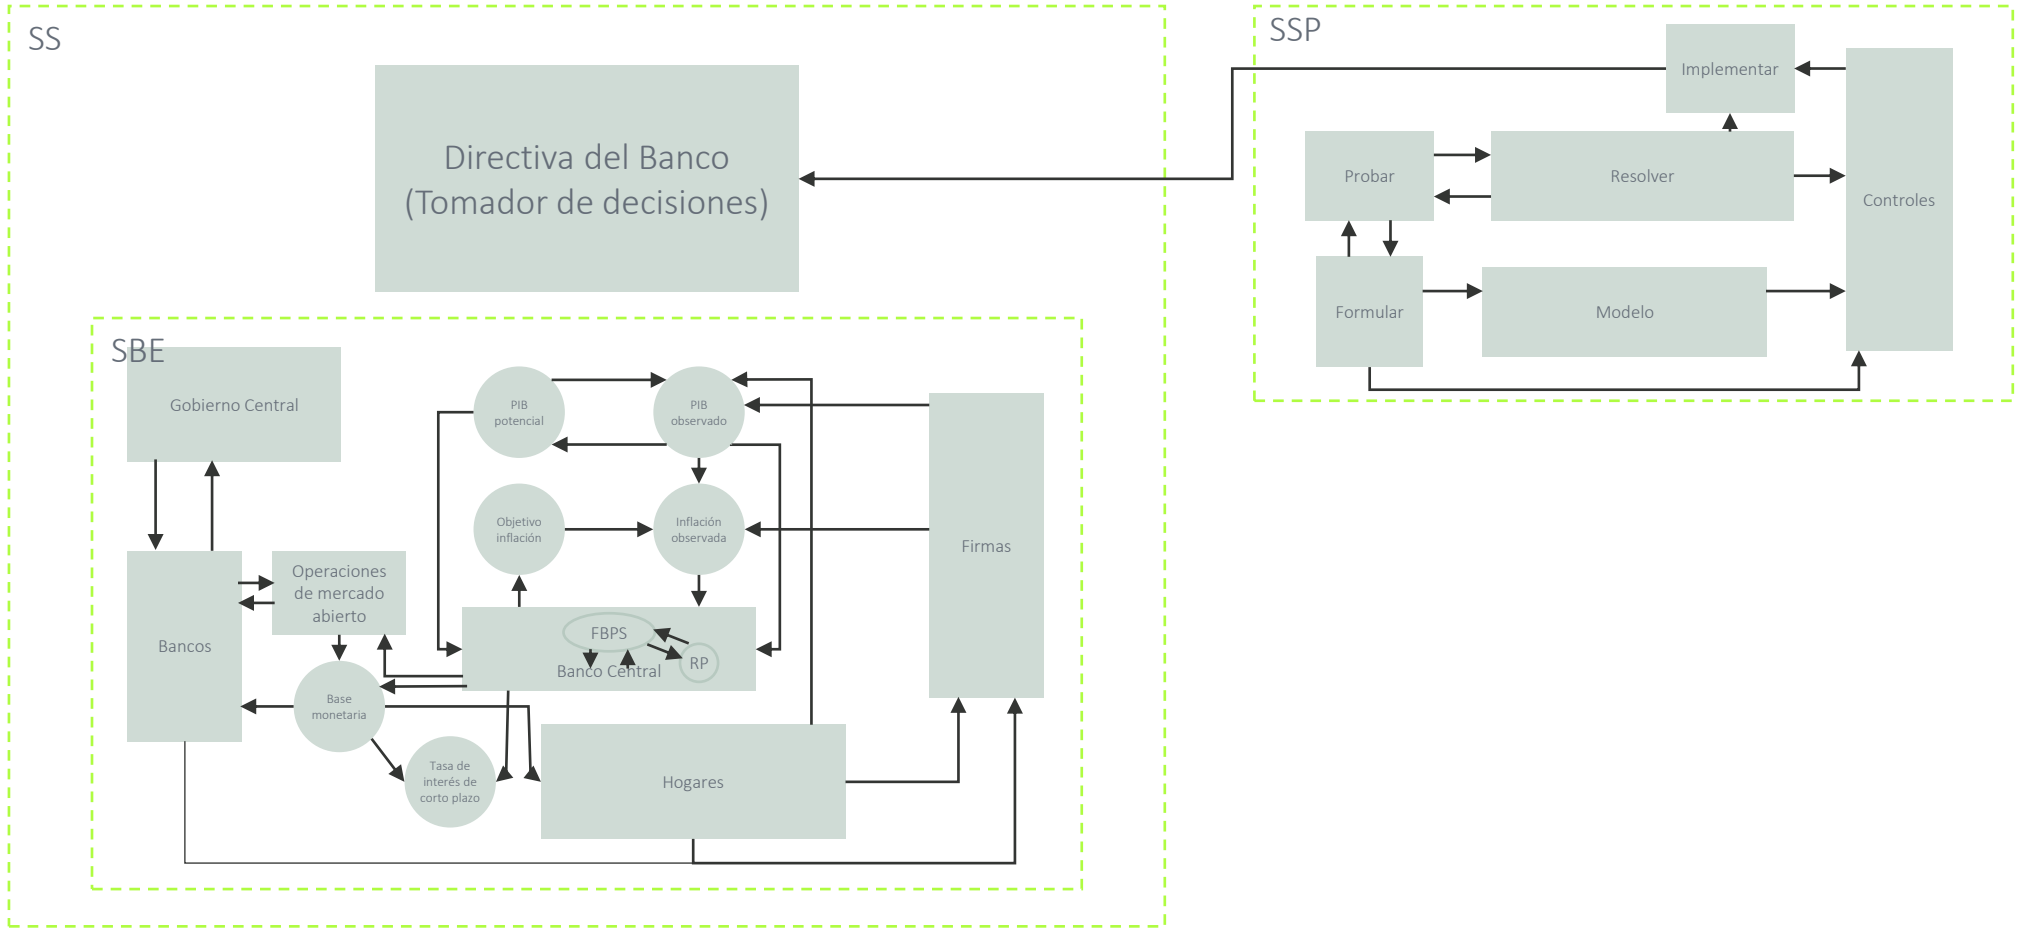 SS
Directiva del Banco
(Tomador de decisiones)
SBE
Gobierno Central
PIB
potencial
PIB
observado
Objetivo
inflación
Inflación
observada
Firmas
Operaciones
de mercado
abierto
Bancos
FBPS
RP
Banco Central
Base
monetaria
Tasa de
interés de
corto plazo
Hogares
SSP
Implementar
Probar
Resolver
Controles
Formular
Modelo